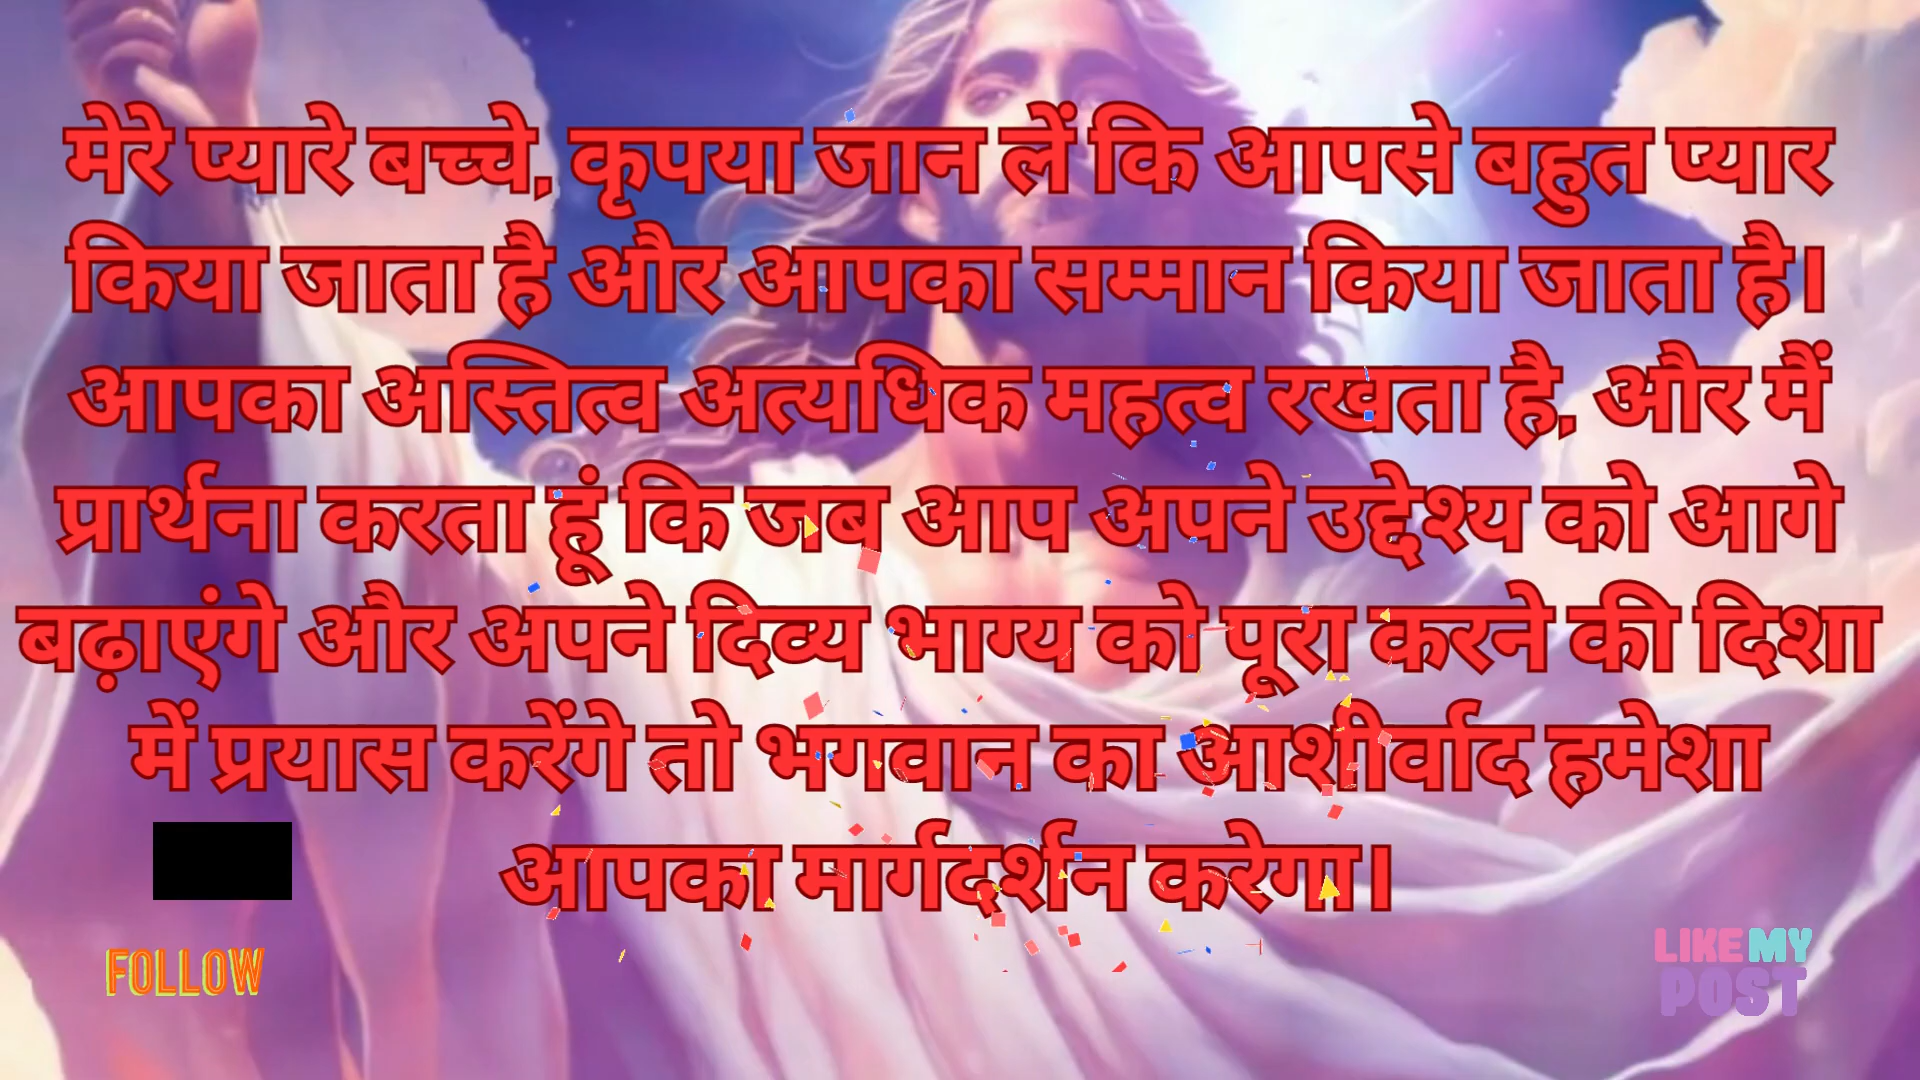 मेरे प्यारे बच्चे, कृपया जान लें कि आपसे बहुत प्यार
किया जाता है और आपका सम्मान किया जाता है।
आपका अस्तित्व अत्यधिक महत्व रखता है, और मैं
प्रार्थना करता हूं कि जब आप अपने उद्देश्य को आगे
बढ़ाएंगे और अपने दिव्य भाग्य को पूरा करने की दिशा
में प्रयास करेंगे तो भगवान का आशीर्वाद हमेशा
आपका मार्गदर्शन करेगा।
FOLLOW
LIKE MY
POST